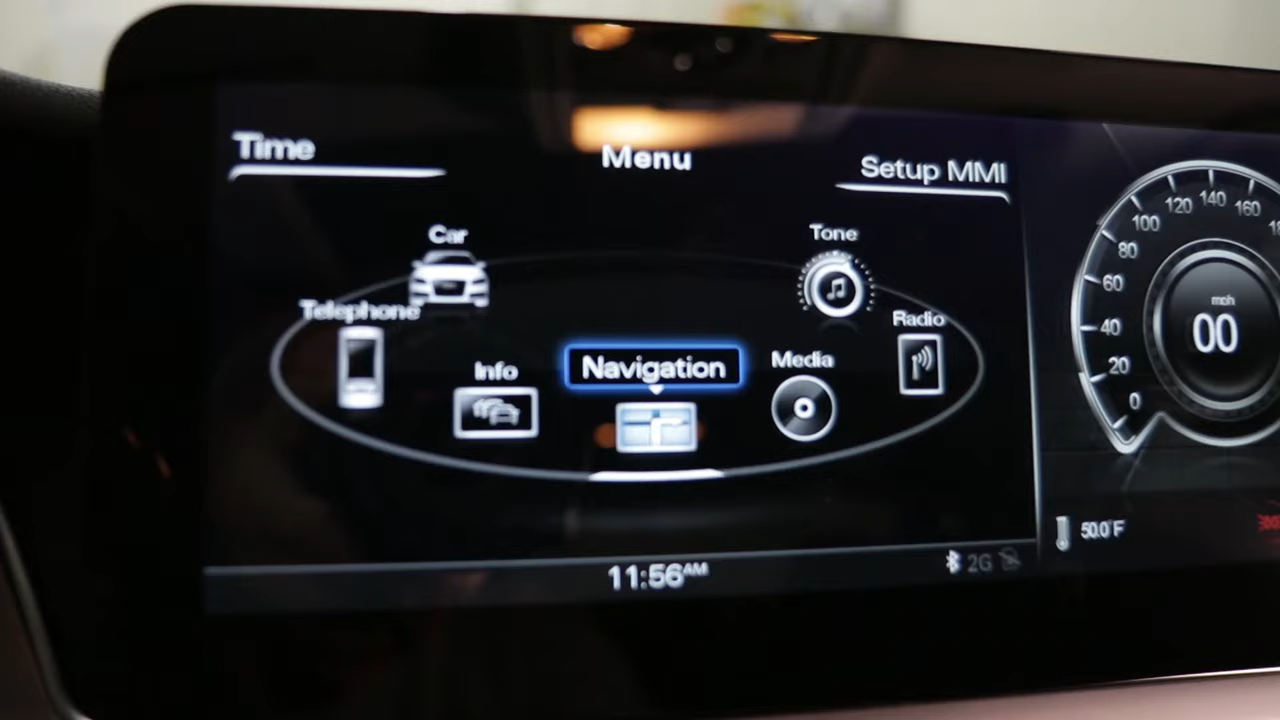 Time
Menu
Setup MMI
Car
Tone
Telephone
Radio
Info
Navigation
Media
11:56AM
2G
0
20
40
60
80
100
120
140
160
mph
00
50.0°F